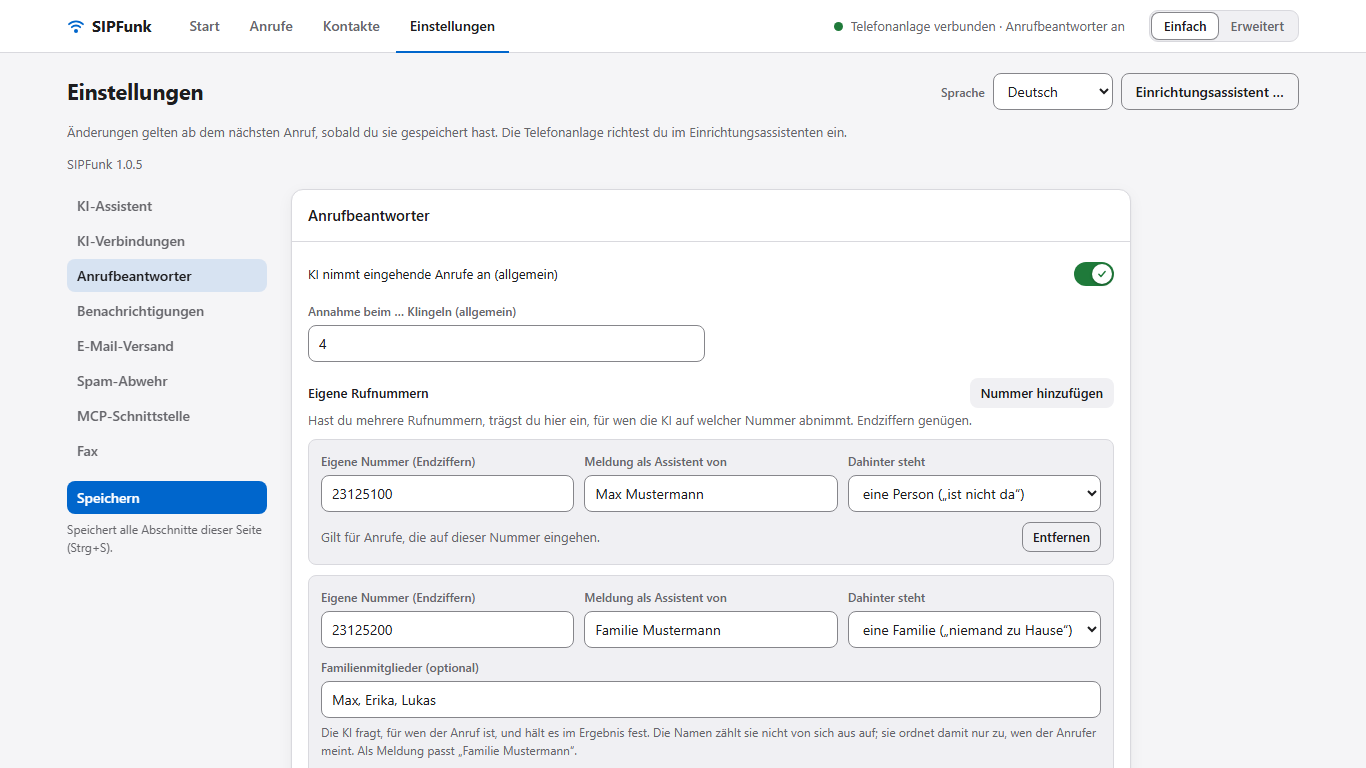 SIPFunk
Start
Anrufe
Kontakte
Einstellungen
Telefonanlage verbunden · Anrufbeantworter an
Einfach
Erweitert
Einstellungen
Sprache
Deutsch
Einrichtungsassistent ...
Änderungen gelten ab dem nächsten Anruf, sobald du sie gespeichert hast. Die Telefonanlage richtest du im Einrichtungsassistenten ein.
SIPFunk 1.0.5
KI-Assistent
KI-Verbindungen
Anrufbeantworter
Benachrichtigungen
E-Mail-Versand
Spam-Abwehr
MCP-Schnittstelle
Fax
Speichern
Speichert alle Abschnitte dieser Seite
(Strg+S).
Anrufbeantworter
KI nimmt eingehende Anrufe an (allgemein)
Annahme beim ... Klingeln (allgemein)
4
Eigene Rufnummern
Nummer hinzufügen
Hast du mehrere Rufnummern, trägst du hier ein, für wen die KI auf welcher Nummer abnimmt. Endziffern genügen.
Eigene Nummer (Endziffern)
Meldung als Assistent von
Dahinter steht
23125100
Max Mustermann
eine Person („ist nicht da“)
Gilt für Anrufe, die auf dieser Nummer eingehen.
Entfernen
Eigene Nummer (Endziffern)
Meldung als Assistent von
Dahinter steht
23125200
Familie Mustermann
eine Familie („niemand zu Hause“)
Familienmitglieder (optional)
Max, Erika, Lukas
Die KI fragt, für wen der Anruf ist, und hält es im Ergebnis fest. Die Namen zählt sie nicht von sich aus auf; sie ordnet damit nur zu, wen der Anrufer
meint. Als Meldung passt „Familie Mustermann“.